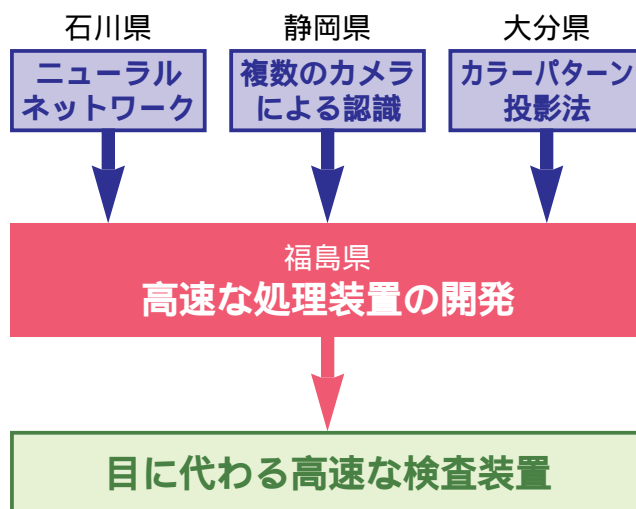 石川県
静岡県
大分県
ニューラル
ネットワーク
複数のカメラ
による認識
カラーパターン
投影法
福島県
高速な処理装置の開発
目に代わる高速な検査装置